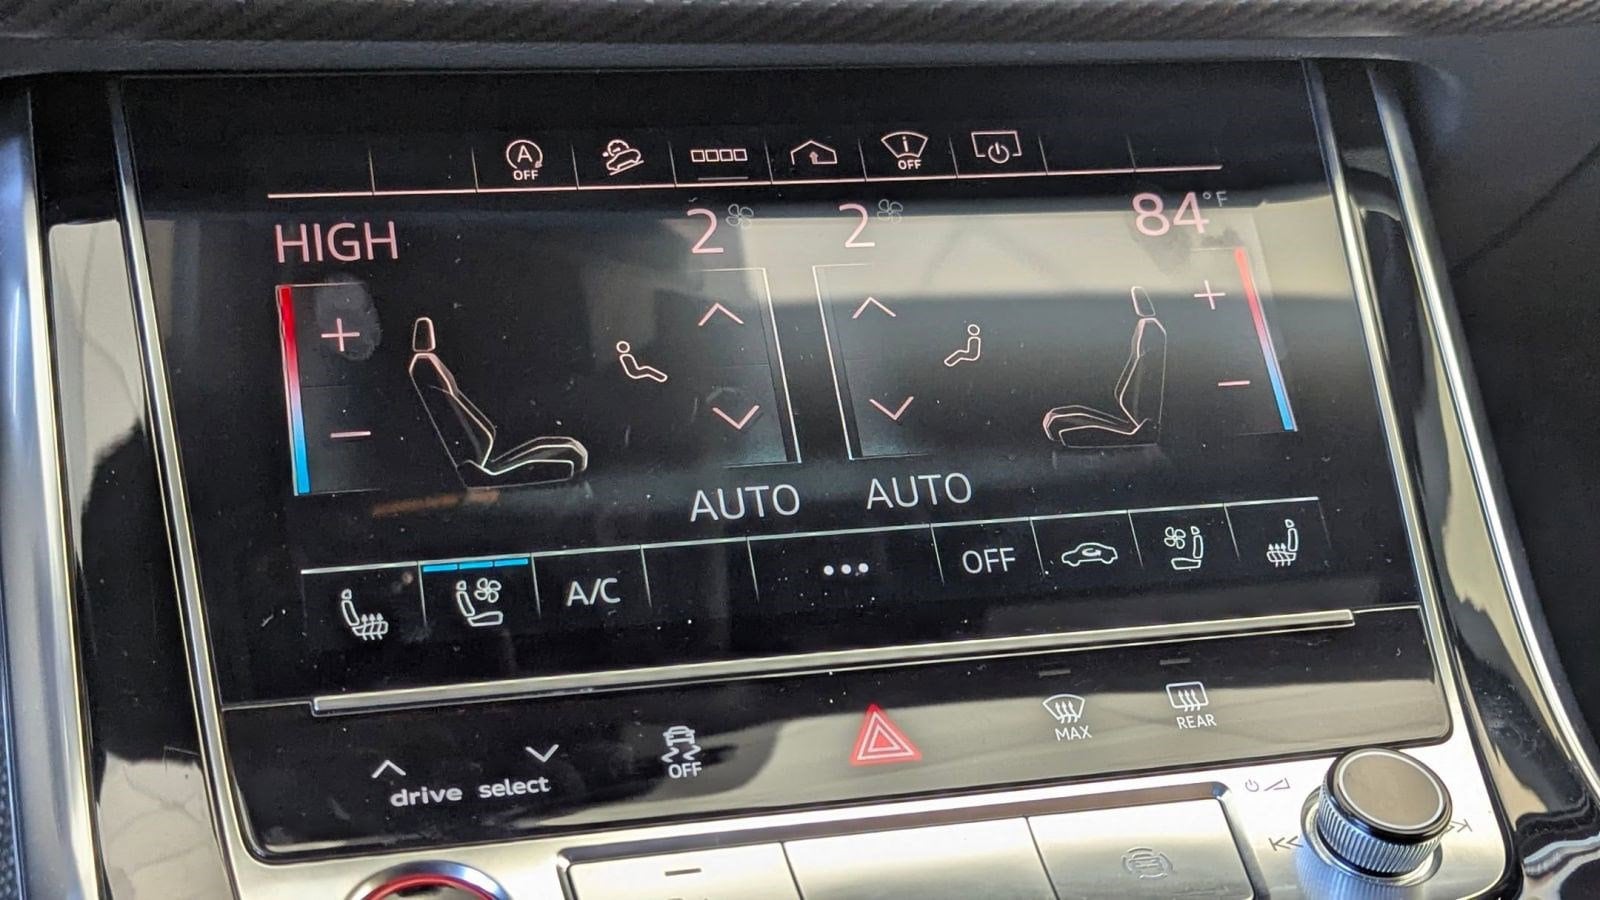 A
OFF
i
OFF
HIGH
2
2
84°F
AUTO
AUTO
A/C
OFF
drive select
OFF
MAX
REAR